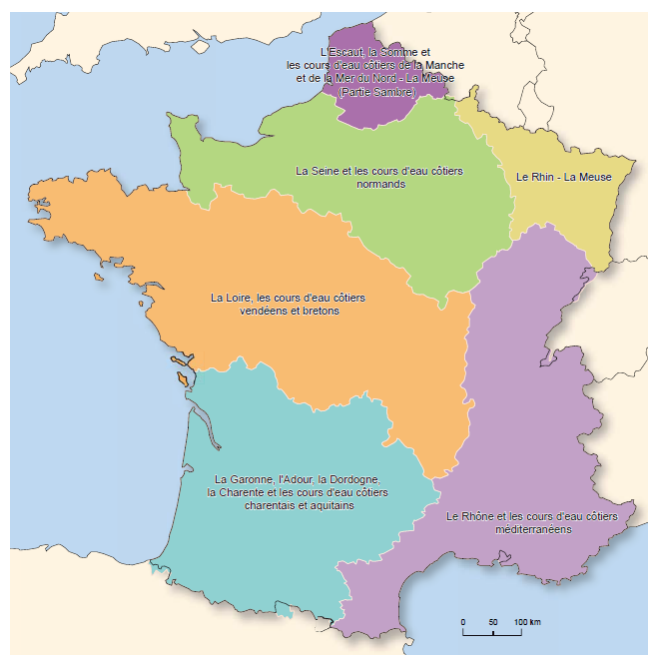 L'Escaut, la Somme et
les cours d'eau côtiers de la Manche
et de la Mer du Nord - La Meuse
(Partie Sambre)
La Seine et les cours d'eau côtiers
normands
Le Rhin - La Meuse
La Loire, les cours d'eau côtiers
vendéens et bretons
La Garonne, l'Adour, la Dordogne,
la Charente et les cours d'eau côtiers
charentais et aquitains
Le Rhône et les cours d'eau côtiers
méditerranéens
0 50 100 km